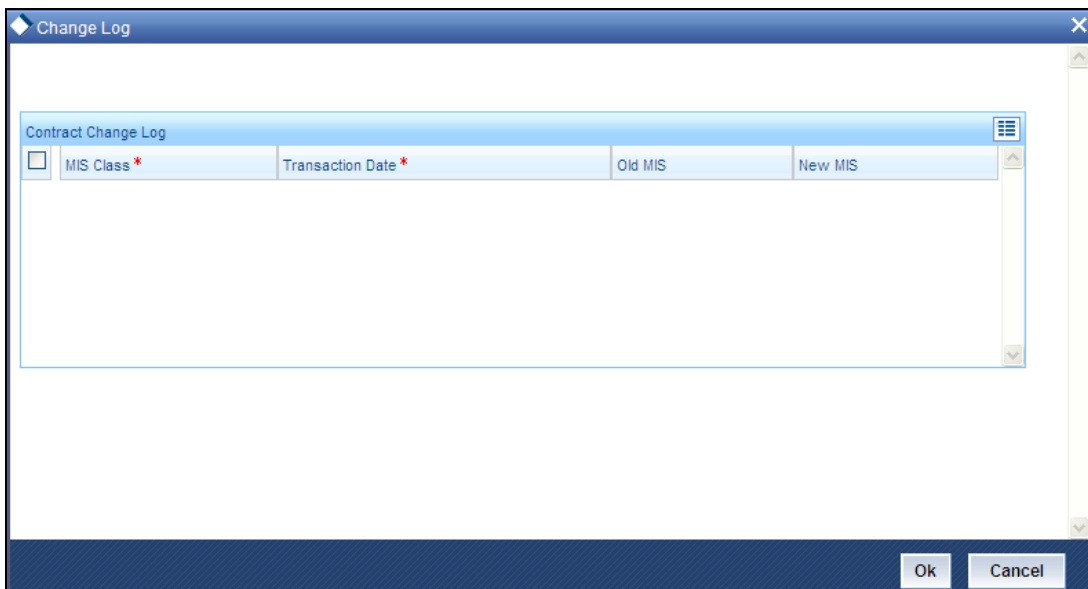 Change Log
Contract Change Log
MIS Class * Transaction Date * Old MIS New MIS
Ok Cancel